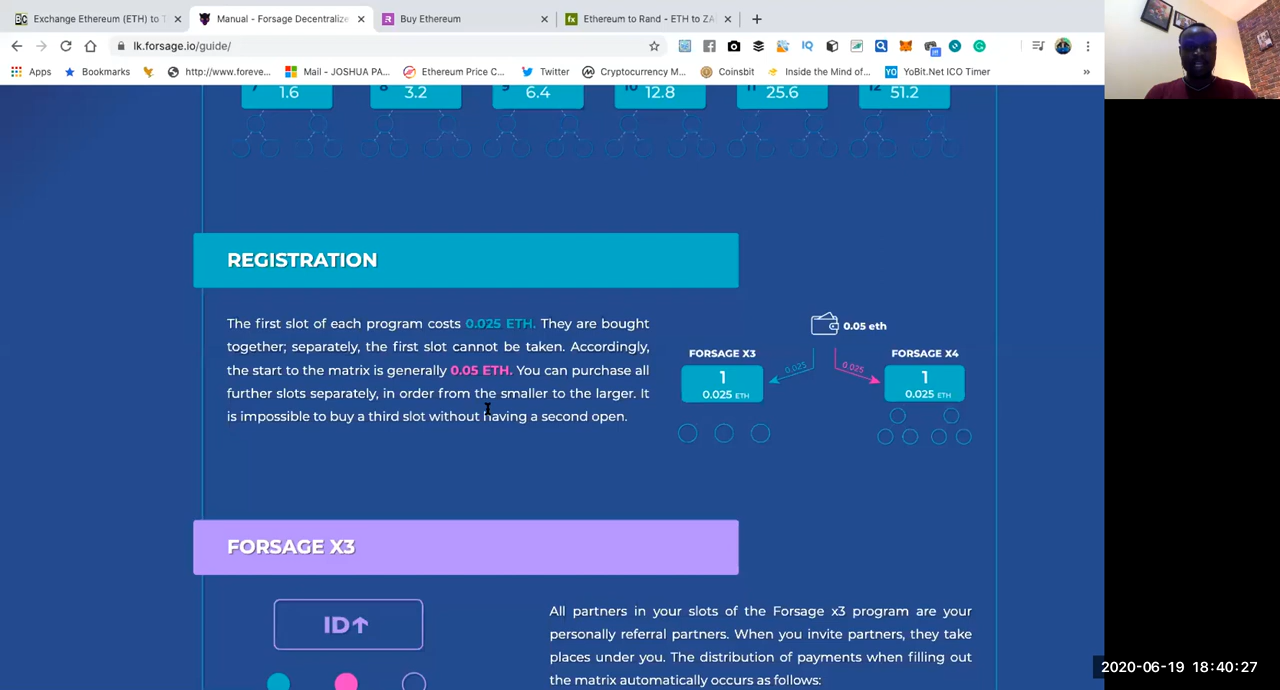 Exchange Ethereum (ETH) to T
Manual - Forsage Decentralize
Buy Ethereum
Ethereum to Rand - ETH to ZA
lk.forsage.io/guide/
Apps
Bookmarks
http://www.foreve...
Mail - JOSHUA PA...
Ethereum Price C...
Twitter
Cryptocurrency M...
Coinsbit
Inside the Mind of...
YoBit.Net ICO Timer
»
7 1.6
8 3.2
9 6.4
10 12.8
11 25.6
12 51.2
REGISTRATION
The first slot of each program costs 0.025 ETH. They are bought
together; separately, the first slot cannot be taken. Accordingly,
the start to the matrix is generally 0.05 ETH. You can purchase all
further slots separately, in order from the smaller to the larger. It
is impossible to buy a third slot without having a second open.
0.05 eth
FORSAGE X3
FORSAGE X4
0.025
0.025
1
0.025 ETH
1
0.025 ETH
FORSAGE X3
ID↑
All partners in your slots of the Forsage x3 program are your
personally referral partners. When you invite partners, they take
places under you. The distribution of payments when filling out
the matrix automatically occurs as follows:
2020-06-19 18:40:27